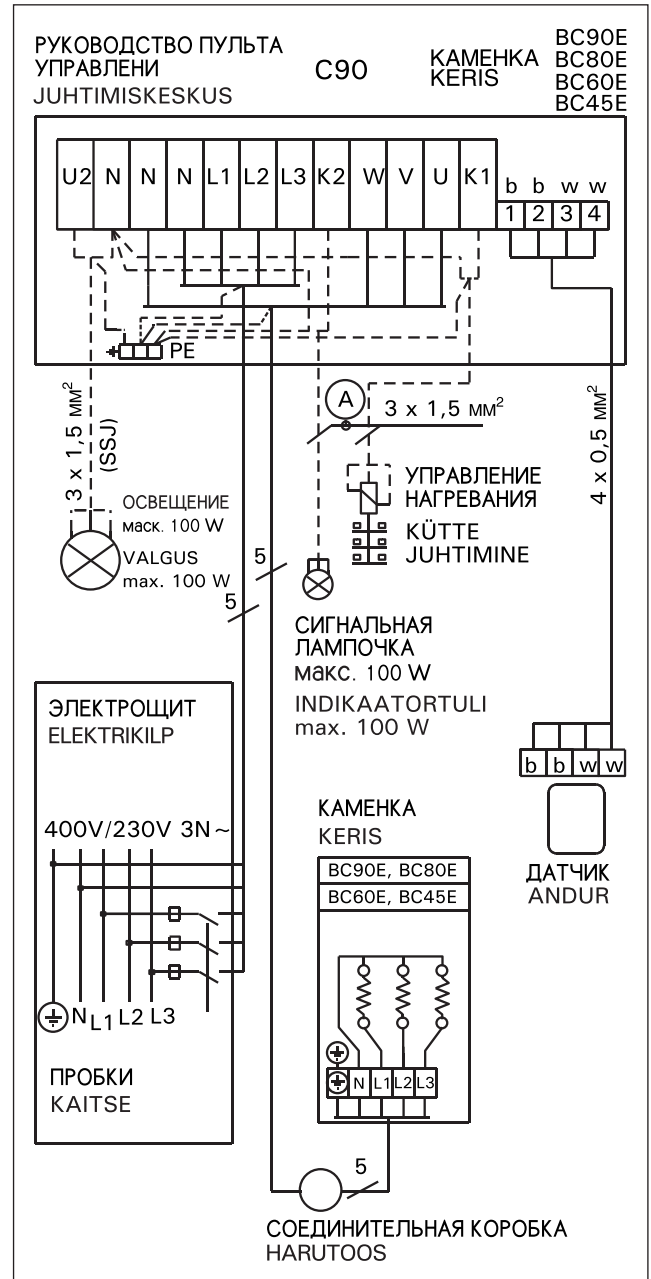 РУКОВОДСТВО ПУЛЬТА
УПРАВЛЕНИ
JUHTIMISKESKUS
C90
КАМЕНКА
KERIS
BC90E
BC80E
BC60E
BC45E
U2 N N N L1 L2 L3 K2 W V U K1
b b w w
1 2 3 4
PE
3 x 1,5 мм²
(SSJ)
A
3 x 1,5 мм²
4 x 0,5 мм²
ОСВЕЩЕНИЕ
маск. 100 W
VALGUS
max. 100 W
УПРАВЛЕНИЕ
НАГРЕВАНИЯ
KÜTTE
JUHTIMINE
5
5
СИГНАЛЬНАЯ
ЛАМПОЧКА
макс. 100 W
INDIKAATORTULI
max. 100 W
ЭЛЕКТРОЩИТ
ELEKTRIKILP
400V/230V 3N~
N L1 L2 L3
ПРОБКИ
KAITSE
b b w w
ДАТЧИК
ANDUR
КАМЕНКА
KERIS
BC90E, BC80E
BC60E, BC45E
N L1 L2 L3
5
СОЕДИНИТЕЛЬНАЯ КОРОБКА
HARUTOOS